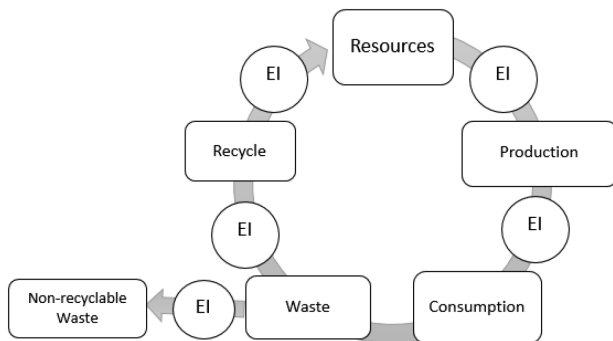 Resources
EI
EI
Recycle
Production
EI
EI
Non-recyclable
Waste
EI
Waste
Consumption